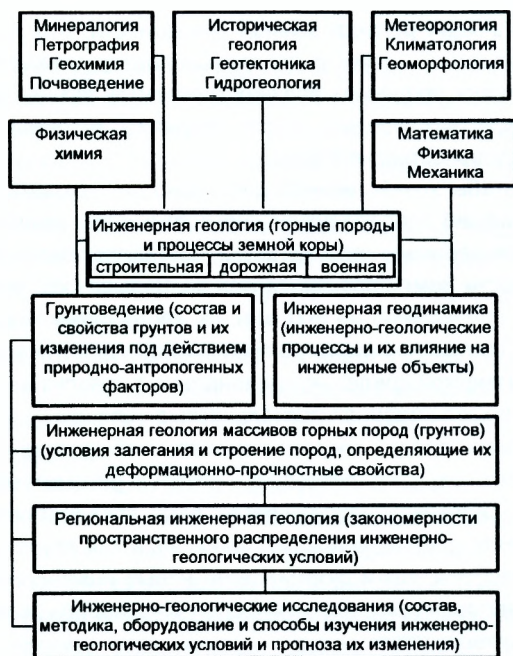 Минералогия
Петрография
Геохимия
Почвоведение
Историческая
геология
Геотектоника
Гидрогеология
Метеорология
Климатология
Геоморфология
Физическая
химия
Математика
Физика
Механика
Инженерная геология (горные породы
и процессы земной коры)
строительная дорожная военная
Грунтоведение (состав и
свойства грунтов и их
изменения под действием
природно-антропогенных
факторов)
Инженерная геодинамика
(инженерно-геологические
процессы и их влияние на
инженерные объекты)
Инженерная геология массивов горных пород (грунтов)
(условия залегания и строение пород, определяющие их
деформационно-прочностные свойства)
Региональная инженерная геология (закономерности
пространственного распределения инженерно-
геологических условий)
Инженерно-геологические исследования (состав,
методика, оборудование и способы изучения инженерно-
геологических условий и прогноза их изменения)